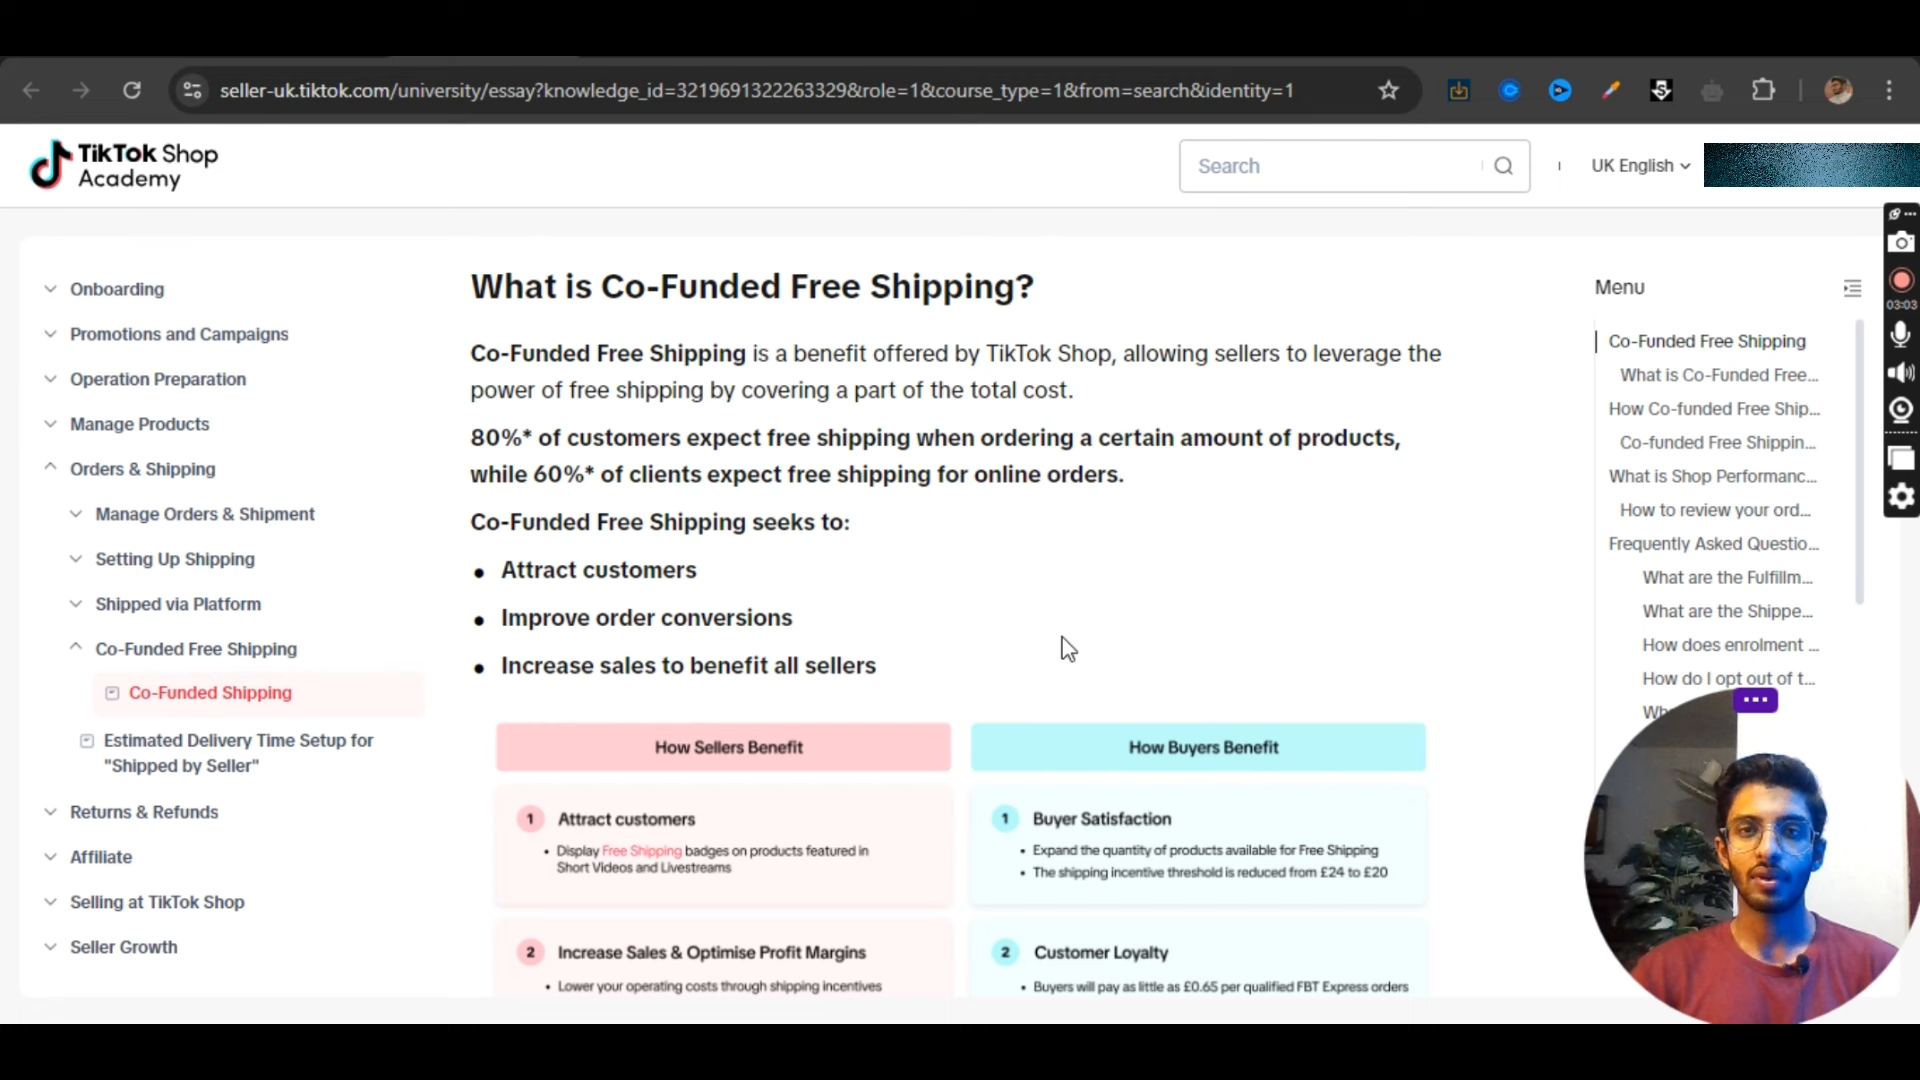 seller-uk.tiktok.com/university/essay?knowledge_id=3219691322263329&role=1&course_type=1&from=search&identity=1
TikTok Shop
Academy
Search
UK English
Onboarding
Promotions and Campaigns
Operation Preparation
Manage Products
Orders & Shipping
Manage Orders & Shipment
Setting Up Shipping
Shipped via Platform
Co-Funded Free Shipping
Co-Funded Shipping
Estimated Delivery Time Setup for
"Shipped by Seller"
Returns & Refunds
Affiliate
Selling at TikTok Shop
Seller Growth
What is Co-Funded Free Shipping?
Co-Funded Free Shipping is a benefit offered by TikTok Shop, allowing sellers to leverage the
power of free shipping by covering a part of the total cost.
80%* of customers expect free shipping when ordering a certain amount of products,
while 60%* of clients expect free shipping for online orders.
Co-Funded Free Shipping seeks to:
• Attract customers
• Improve order conversions
• Increase sales to benefit all sellers
How Sellers Benefit
1 Attract customers
• Display Free Shipping badges on products featured in
Short Videos and Livestreams
2 Increase Sales & Optimise Profit Margins
• Lower your operating costs through shipping incentives
How Buyers Benefit
1 Buyer Satisfaction
• Expand the quantity of products available for Free Shipping
• The shipping incentive threshold is reduced from £24 to £20
2 Customer Loyalty
• Buyers will pay as little as £0.65 per qualified FBT Express orders
Menu
Co-Funded Free Shipping
What is Co-Funded Free...
How Co-funded Free Ship...
Co-funded Free Shippin...
What is Shop Performanc...
How to review your ord...
Frequently Asked Questio...
What are the Fulfillm...
What are the Shippe...
How does enrolment ...
How do I opt out of t...
03:03